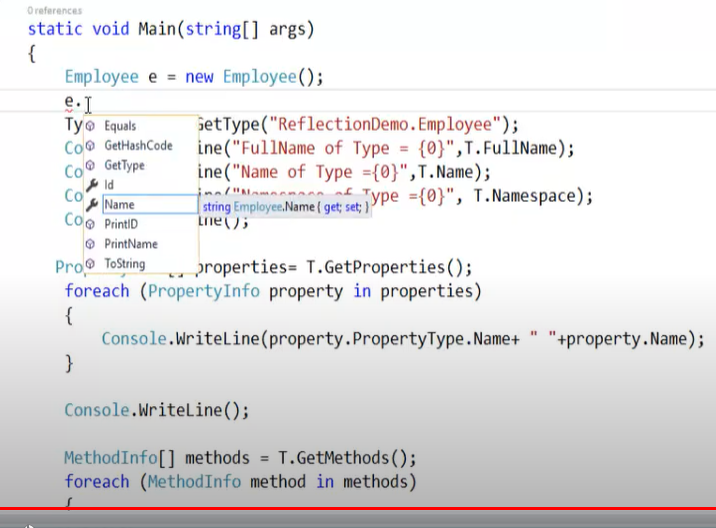 0 references
static void Main(string[] args)
{
Employee e = new Employee();
e.
Ty GetType("ReflectionDemo.Employee");
Co ine("FullName of Type = {0}",T.FullName);
Co ine("Name of Type ={0}",T.Name);
Co ine("Namespace of Type ={0}", T.Namespace);
Co ine();
Equals
GetHashCode
GetType
Id
Name
string Employee.Name { get; set; }
PrintID
PrintName
ToString
Pro [] properties= T.GetProperties();
foreach (PropertyInfo property in properties)
{
Console.WriteLine(property.PropertyType.Name+ " "+property.Name);
}
Console.WriteLine();
MethodInfo[] methods = T.GetMethods();
foreach (MethodInfo method in methods)
{